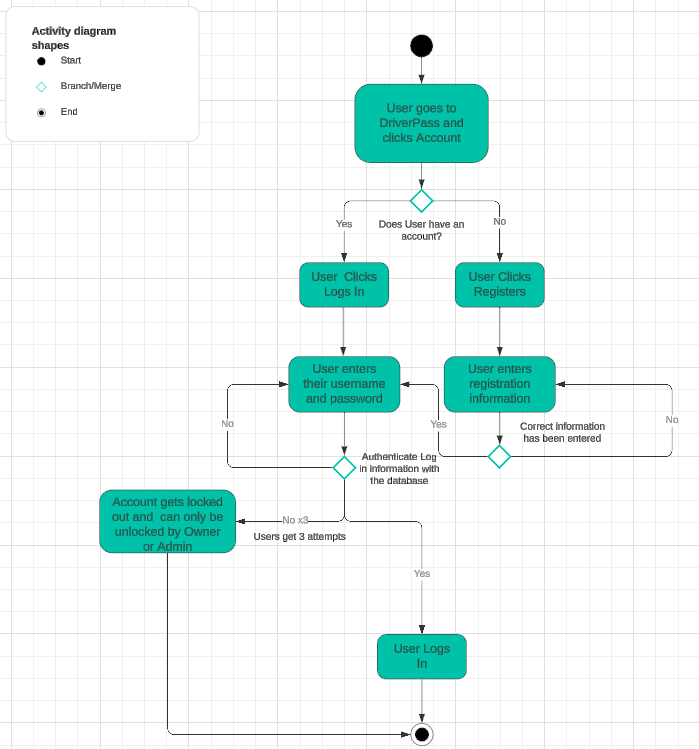 Activity diagram
shapes
Start
Branch/Merge
End
User goes to
DriverPass and
clicks Account
Does User have an
account?
Yes
No
User Clicks
Logs In
User Clicks
Registers
User enters
their username
and password
User enters
registration
information
No
Yes
No
Correct information
has been entered
Authenticate Log
in information with
the database
Account gets locked
out and can only be
unlocked by Owner
or Admin
No x3
Users get 3 attempts
Yes
User Logs
In